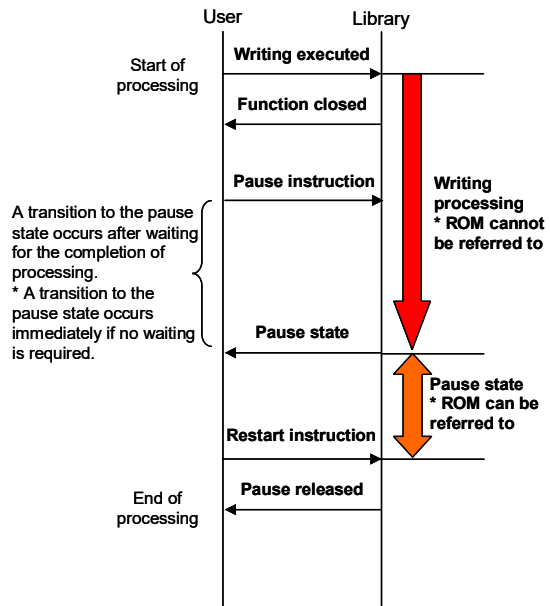 User
Library
Writing executed
Start of
processing
Function closed
Pause instruction
Writing
processing
* ROM cannot
be referred to
A transition to the pause
state occurs after waiting
for the completion of
processing.
* A transition to the
pause state occurs
immediately if no waiting
is required.
Pause state
Pause state
* ROM can be
referred to
Restart instruction
Pause released
End of
processing